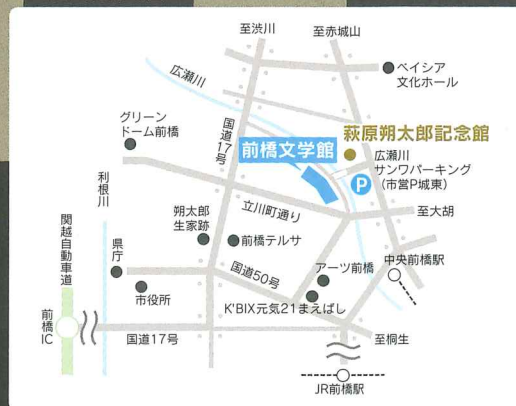 至渋川
至赤城山
広瀬川
ベイシア
文化ホール
グリーン
ドーム前橋
国道17号
萩原朔太郎記念館
前橋文学館
広瀬川
サンワパーキング
（市営P城東）
P
利根川
関越自動車道
朔太郎
生家跡
立川町通り
至大胡
前橋テルサ
県庁
国道50号
アーツ前橋
中央前橋駅
市役所
K'BIX元気21まえばし
前橋
IC
国道17号
至桐生
JR前橋駅